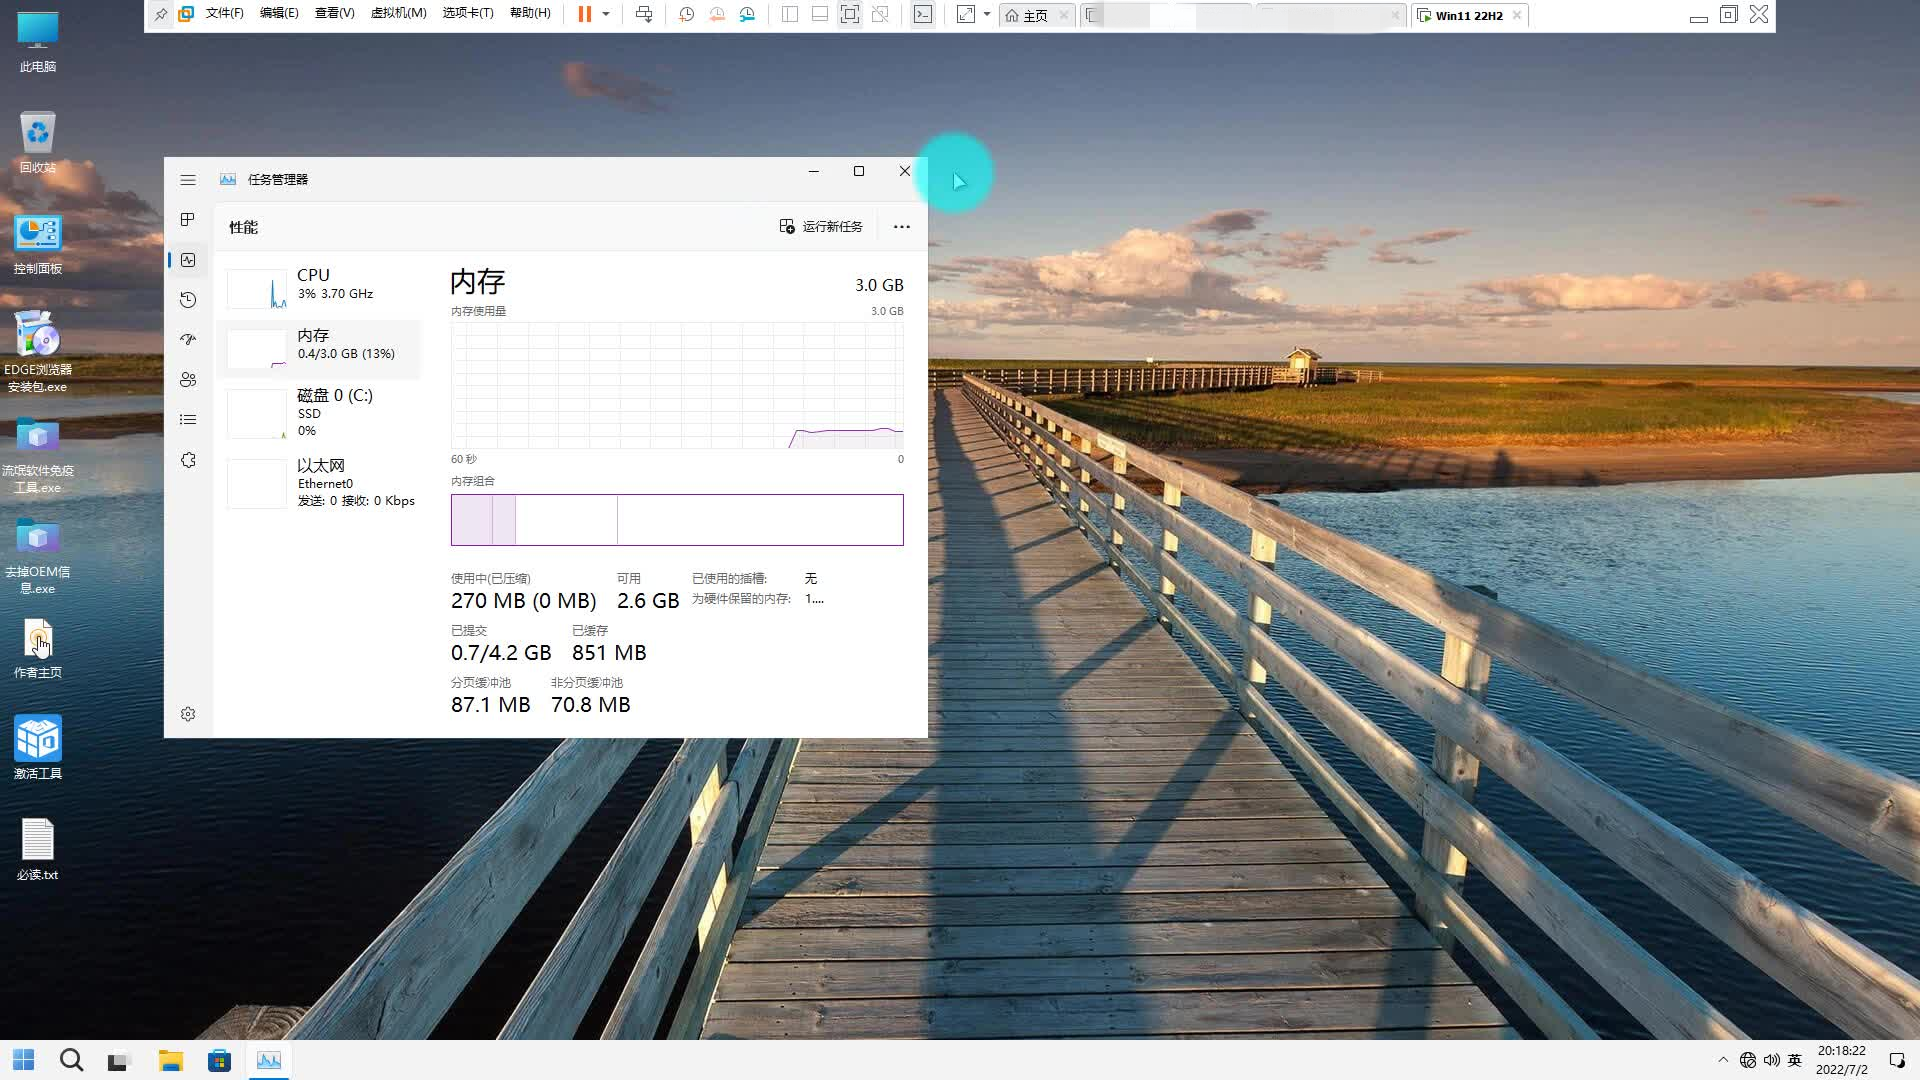 文件(F) 编辑(E) 查看(V) 虚拟机(M) 选项卡(T) 帮助(H) 主页 Win11 22H2
此电脑
回收站
控制面板
EDGE浏览器
安装包.exe
流氓软件免疫
工具.exe
去掉OEM信
息.exe
作者主页
激活工具
必读.txt
任务管理器
性能
运行新任务
CPU
3% 3.70 GHz
内存
0.4/3.0 GB (13%)
磁盘 0 (C:)
SSD
0%
以太网
Ethernet0
发送: 0 接收: 0 Kbps
内存 3.0 GB
内存使用量 3.0 GB
60 秒 0
内存组合
使用中(已压缩) 可用 已使用的插槽: 无
270 MB (0 MB) 2.6 GB 为硬件保留的内存: 1....
已提交 已缓存
0.7/4.2 GB 851 MB
分页缓冲池 非分页缓冲池
87.1 MB 70.8 MB
英
20:18:22
2022/7/2